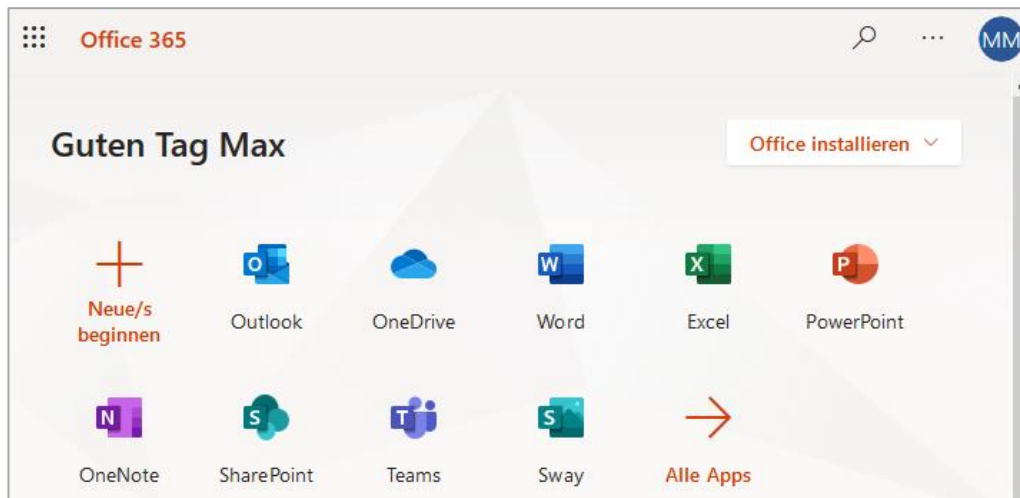 Office 365
MM
Guten Tag Max
Office installieren
Neue/s
beginnen
O
Outlook
OneDrive
W
Word
X
Excel
P
PowerPoint
N
OneNote
S
SharePoint
T
Teams
S
Sway
Alle Apps